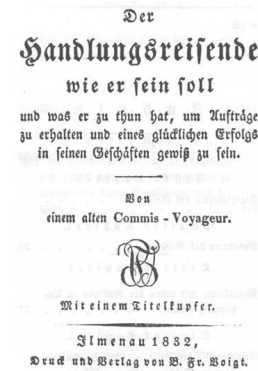 Der
Handlungsreisende
wie er sein soll
und was er zu thun hat, um Aufträge
zu erhalten und eines glücklichen Erfolgs
in seinen Geschäften gewiß zu sein.
Von
einem alten Commis-Voyageur.
Mit einem Titelkupfer.
Ilmenau 1832,
Druck und Verlag von B. Fr. Voigt.